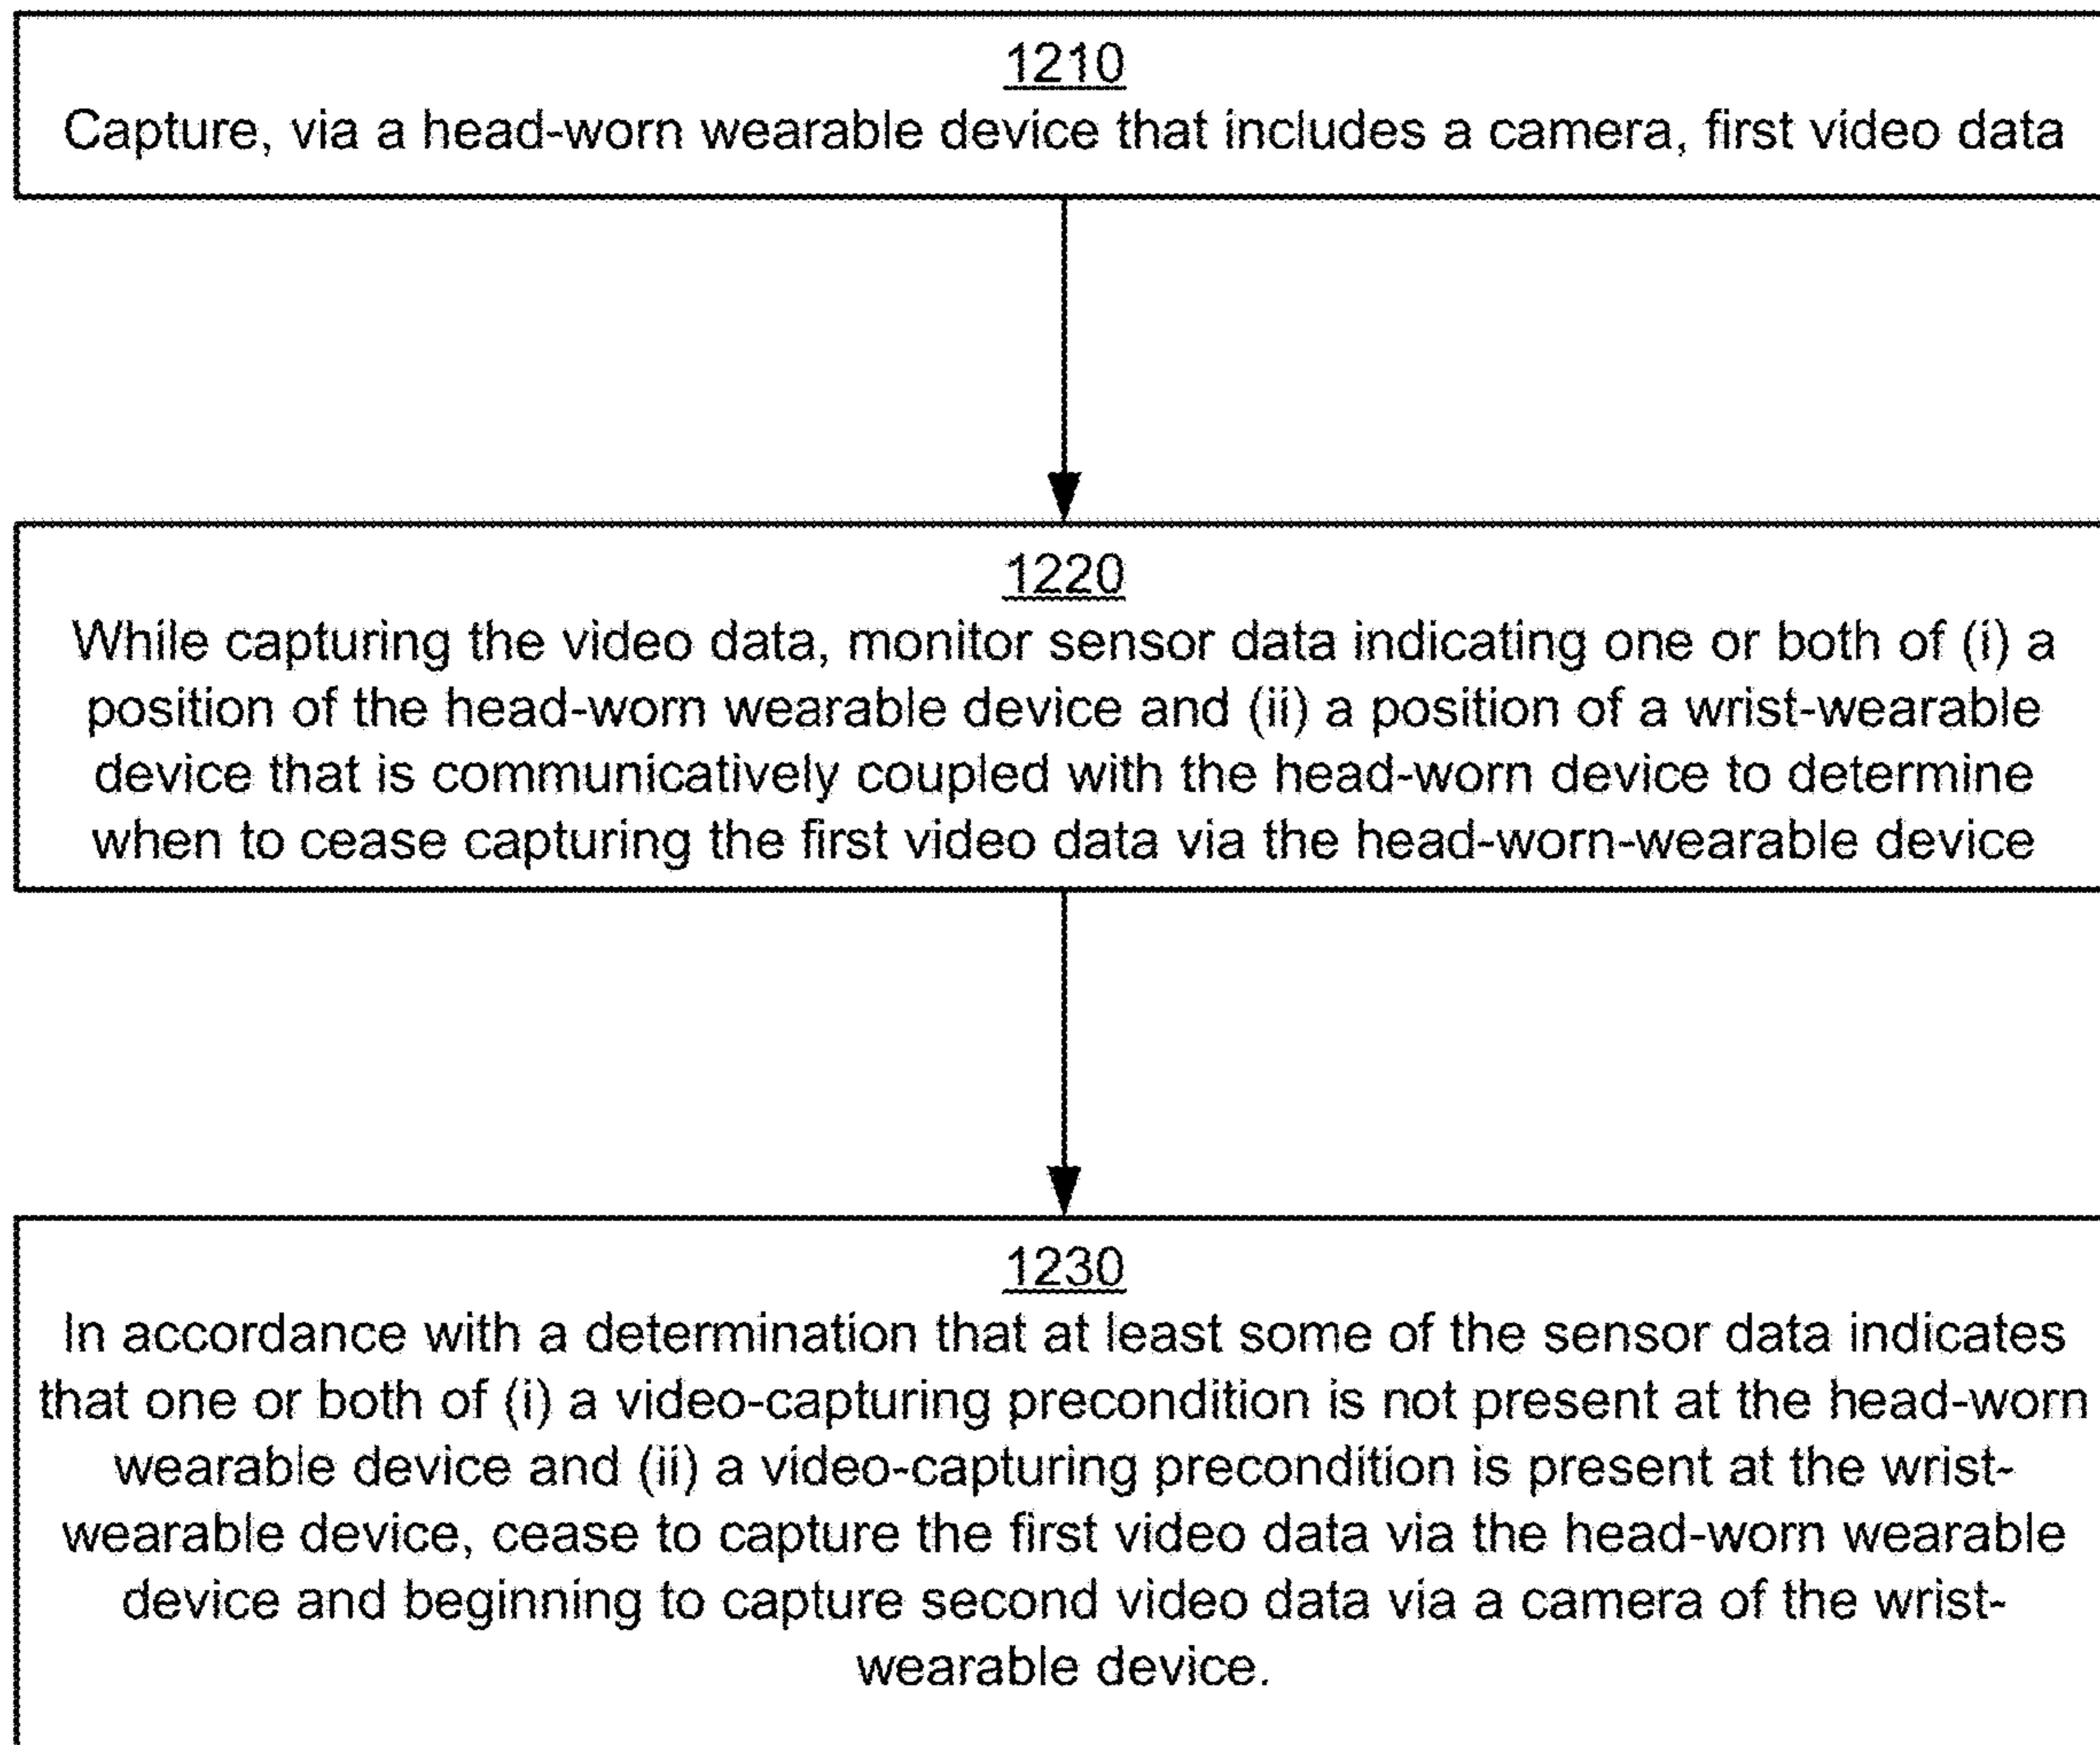 1210
Capture, via a head-worn wearable device that includes a camera, first video data
1220
While capturing the video data, monitor sensor data indicating one or both of (i) a
position of the head-worn wearable device and (ii) a position of a wrist-wearable
device that is communicatively coupled with the head-worn device to determine
when to cease capturing the first video data via the head-worn-wearable device
1230
In accordance with a determination that at least some of the sensor data indicates
that one or both of (i) a video-capturing precondition is not present at the head-worn
wearable device and (ii) a video-capturing precondition is present at the wrist-
wearable device, cease to capture the first video data via the head-worn wearable
device and beginning to capture second video data via a camera of the wrist-
wearable device.